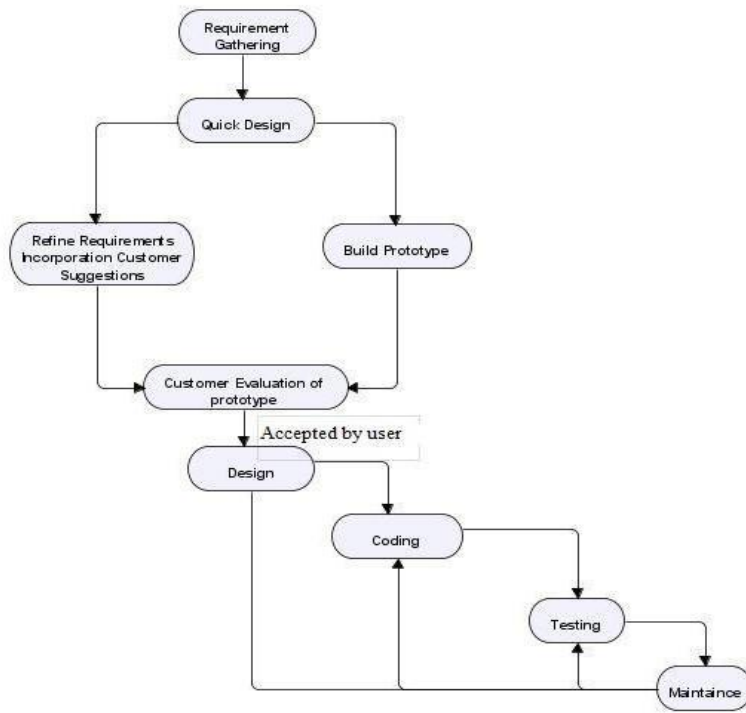 Requirement
Gathering
Quick Design
Refine Requirements
Incorporation Customer
Suggestions
Build Prototype
Customer Evaluation of
prototype
Accepted by user
Design
Coding
Testing
Maintaince